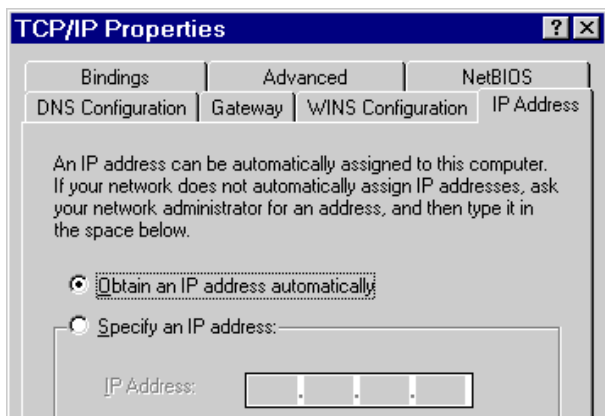 TCP/IP Properties
Bindings
Advanced
NetBIOS
DNS Configuration
Gateway
WINS Configuration
IP Address
An IP address can be automatically assigned to this computer.
If your network does not automatically assign IP addresses, ask
your network administrator for an address, and then type it in
the space below.
Obtain an IP address automatically
Specify an IP address:
IP Address: